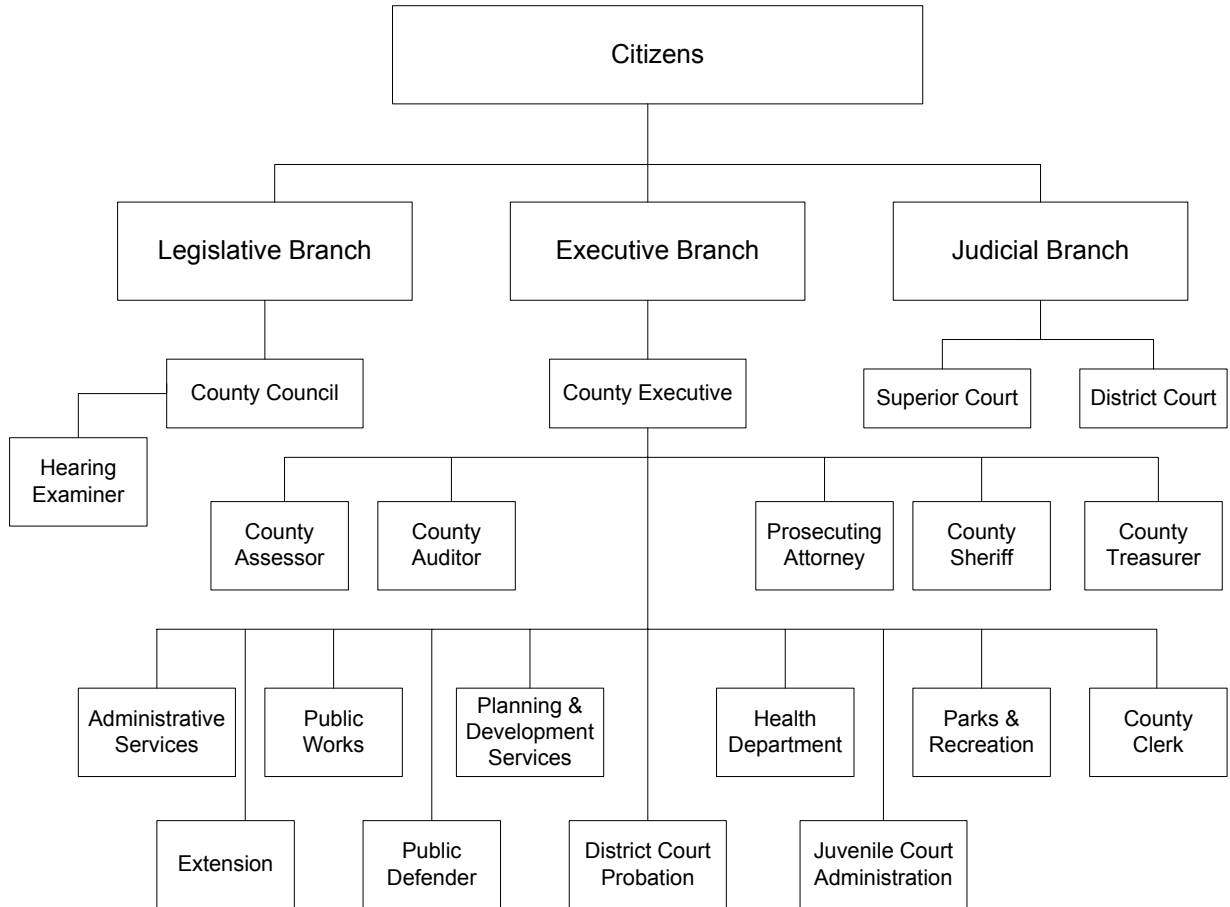 Citizens
Legislative Branch
Executive Branch
Judicial Branch
County Council
County Executive
Superior Court
District Court
Hearing
Examiner
County
Assessor
County
Auditor
Prosecuting
Attorney
County
Sheriff
County
Treasurer
Administrative
Services
Public
Works
Planning &
Development
Services
Health
Department
Parks &
Recreation
County
Clerk
Extension
Public
Defender
District Court
Probation
Juvenile Court
Administration